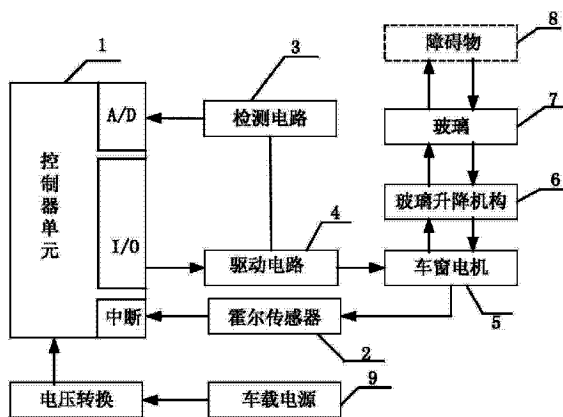 1
3
8
障碍物
A/D
检测电路
玻璃
7
控制器单元
6
玻璃升降机构
4
I/O
驱动电路
车窗电机
5
中断
霍尔传感器
2
电压转换
车载电源
9